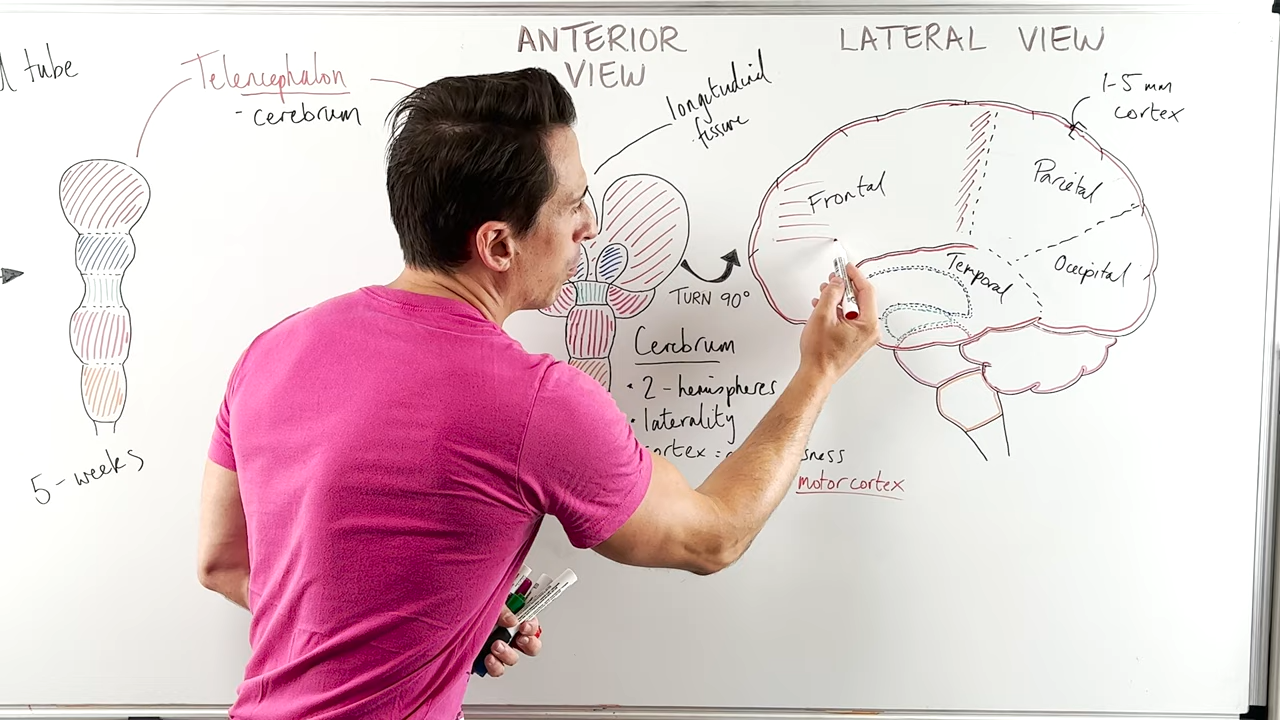 tube
Telencephalon
- cerebrum
5-weeks
ANTERIOR
VIEW
longitudinal
fissure
TURN 90°
Cerebrum
• 2-hemispheres
• laterality
motor cortex
LATERAL VIEW
1-5 mm
cortex
Frontal
Parietal
Temporal
Occipital